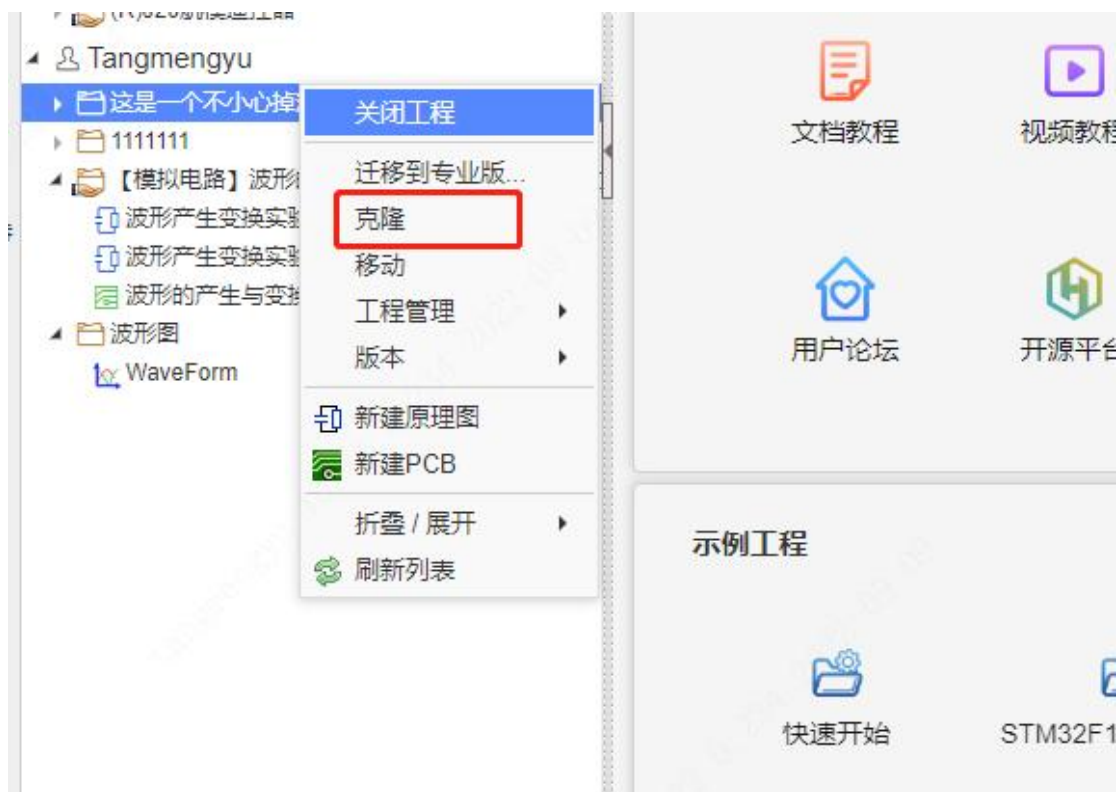 Tangmengyu
这是一个不小心掉
1111111
【模拟电路】波形
波形产生变换实验
波形产生变换实验
波形的产生与变换
波形图
WaveForm
关闭工程
迁移到专业版...
克隆
移动
工程管理
版本
新建原理图
新建PCB
折叠 / 展开
刷新列表
文档教程
视频教程
用户论坛
开源平台
示例工程
快速开始
STM32F1